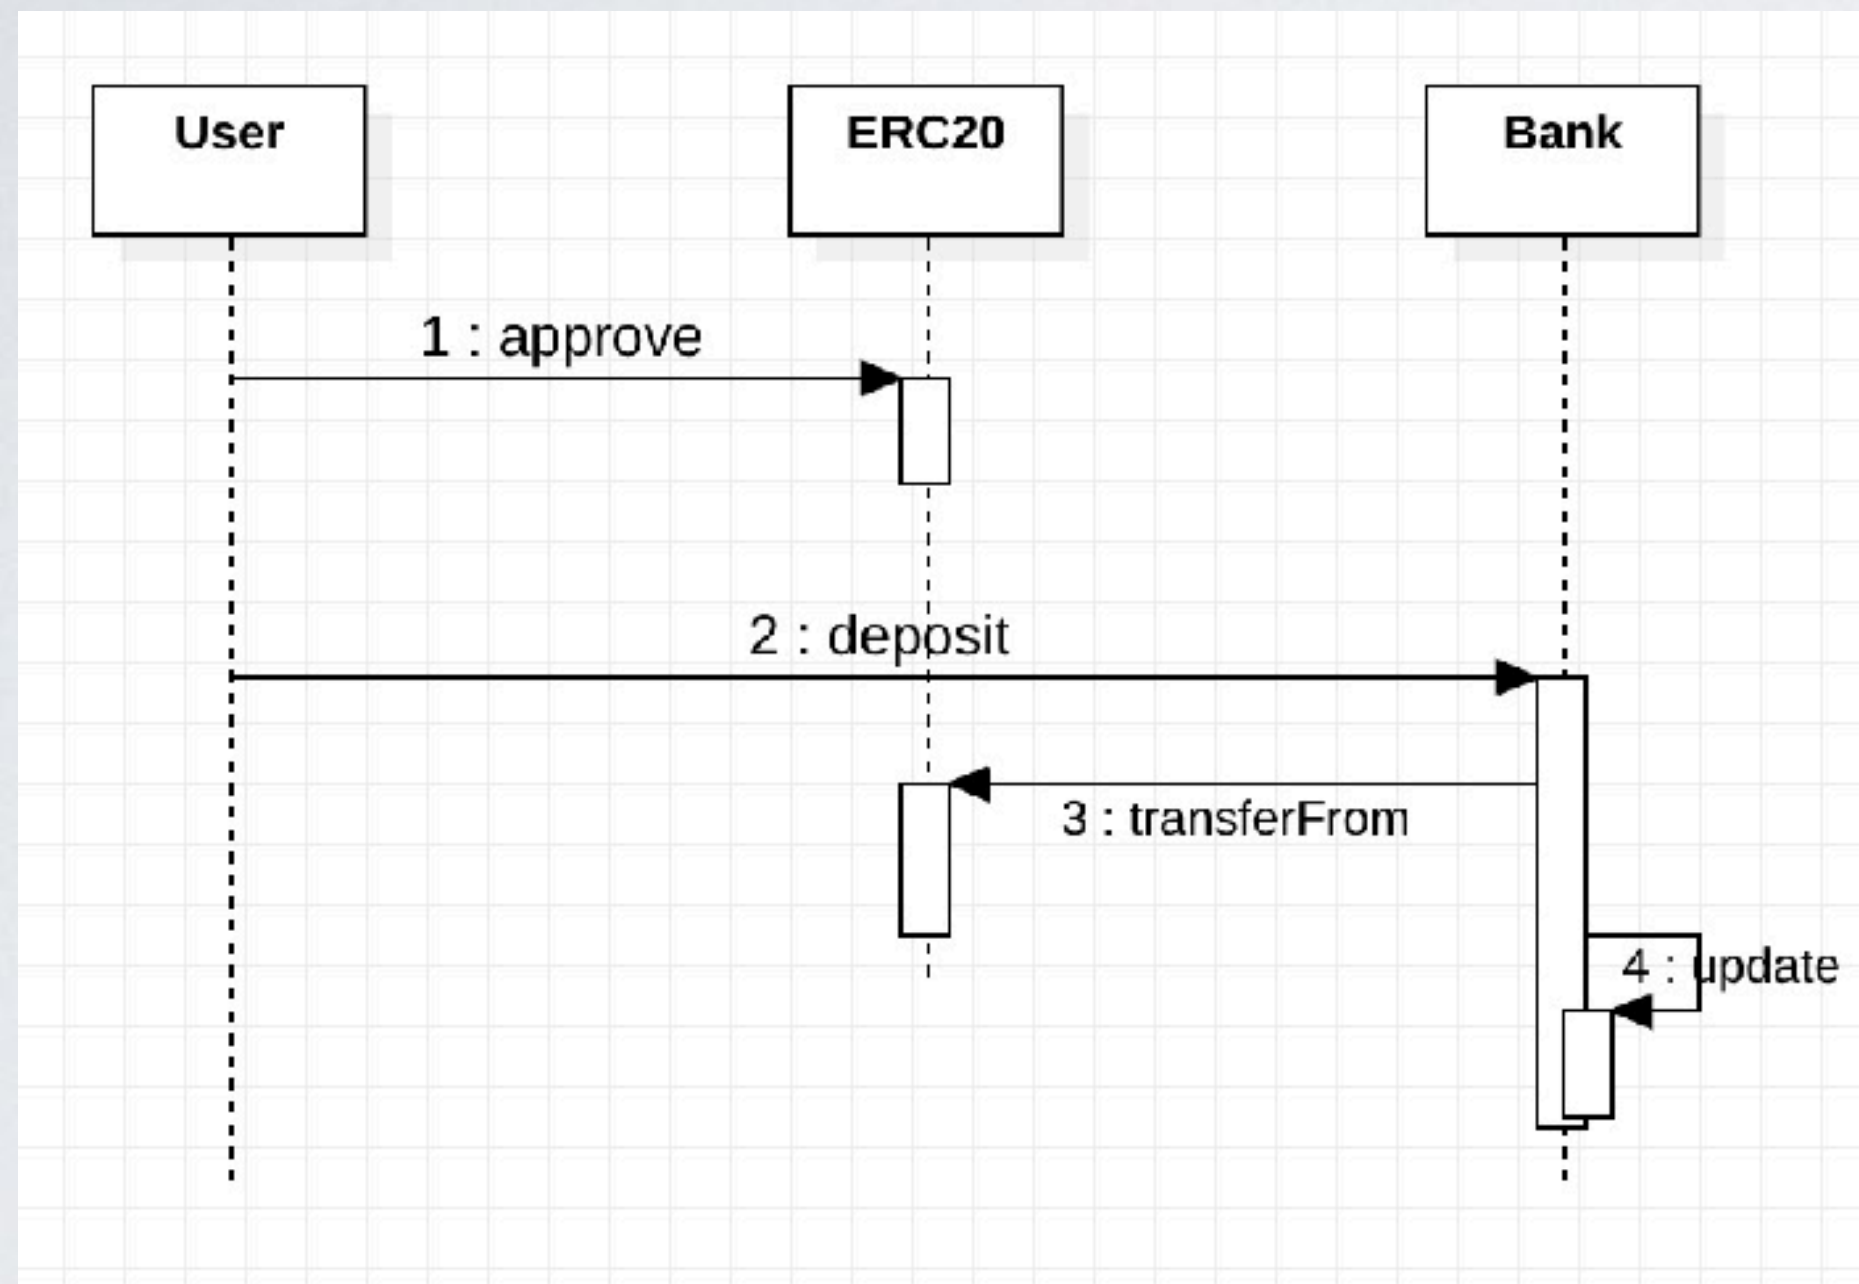 User
ERC20
Bank
1 : approve
2 : deposit
3 : transferFrom
4 : update